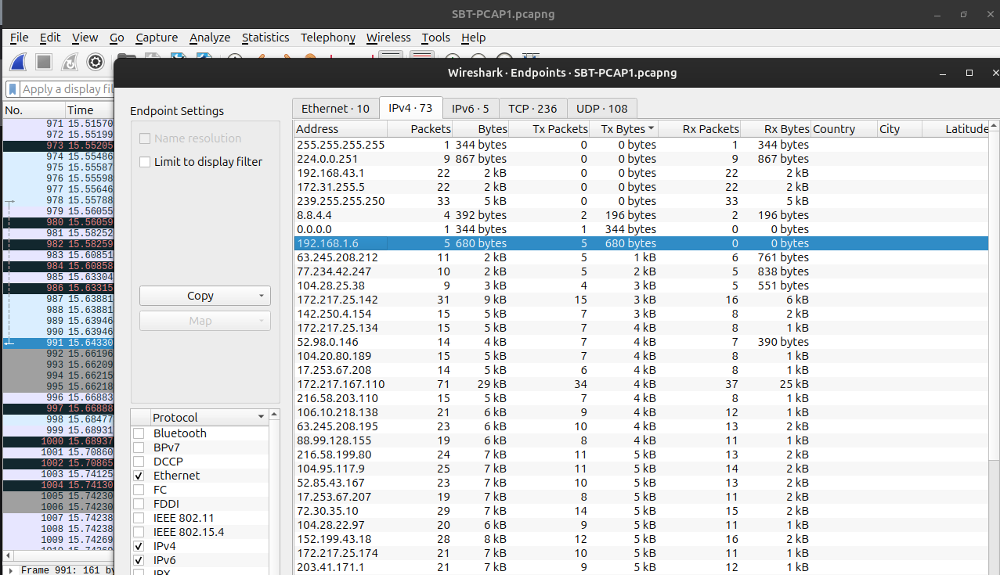 SBT-PCAP1.pcapng
File Edit View Go Capture Analyze Statistics Telephony Wireless Tools Help
Wireshark · Endpoints · SBT-PCAP1.pcapng
Apply a display fil
No. Time
971 15.51570
972 15.55199
973 15.55205
974 15.55486
975 15.55587
976 15.55598
977 15.55646
978 15.55788
979 15.56055
980 15.56059
981 15.58252
982 15.58259
983 15.60851
984 15.60858
985 15.63304
986 15.63315
987 15.63881
988 15.63881
989 15.63946
990 15.63946
991 15.64330
992 15.66196
993 15.66209
994 15.66215
995 15.66218
996 15.66883
997 15.66888
998 15.68477
999 15.68931
1000 15.68937
1001 15.70860
1002 15.70865
1003 15.74125
1004 15.74130
1005 15.74230
1006 15.74230
1007 15.74238
1008 15.74238
1009 15.74269
Frame 991: 161 by
Endpoint Settings
Name resolution
Limit to display filter
Copy
Map
Protocol
Bluetooth
BPv7
DCCP
Ethernet
FC
FDDI
IEEE 802.11
IEEE 802.15.4
IPv4
IPv6
IPX
Ethernet · 10 IPv4 · 73 IPv6 · 5 TCP · 236 UDP · 108
Address Packets Bytes Tx Packets Tx Bytes Rx Packets Rx Bytes Country City Latitude
255.255.255.255 1 344 bytes 0 0 bytes 1 344 bytes
224.0.0.251 9 867 bytes 0 0 bytes 9 867 bytes
192.168.43.1 22 2 kB 0 0 bytes 22 2 kB
172.31.255.5 22 2 kB 0 0 bytes 22 2 kB
239.255.255.250 33 5 kB 0 0 bytes 33 5 kB
8.8.4.4 4 392 bytes 2 196 bytes 2 196 bytes
0.0.0.0 1 344 bytes 1 344 bytes 0 0 bytes
192.168.1.6 5 680 bytes 5 680 bytes 0 0 bytes
63.245.208.212 11 2 kB 5 1 kB 6 761 bytes
77.234.42.247 10 2 kB 5 2 kB 5 838 bytes
104.28.25.38 9 3 kB 4 3 kB 5 551 bytes
172.217.25.142 31 9 kB 15 3 kB 16 6 kB
142.250.4.154 15 5 kB 7 3 kB 8 2 kB
172.217.25.134 15 5 kB 7 3 kB 8 1 kB
52.98.0.146 14 4 kB 7 4 kB 7 390 bytes
104.20.80.189 15 5 kB 7 4 kB 8 1 kB
17.253.67.208 14 5 kB 6 4 kB 8 1 kB
172.217.167.110 71 29 kB 34 4 kB 37 25 kB
216.58.203.110 15 5 kB 7 4 kB 8 1 kB
106.10.218.138 21 6 kB 9 4 kB 12 1 kB
63.245.208.195 23 6 kB 10 4 kB 13 2 kB
88.99.128.155 19 6 kB 8 4 kB 11 1 kB
216.58.199.80 24 7 kB 11 5 kB 13 2 kB
104.95.117.9 25 7 kB 11 5 kB 14 2 kB
52.85.43.167 23 7 kB 10 5 kB 13 2 kB
17.253.67.207 19 7 kB 8 5 kB 11 2 kB
72.30.35.10 29 7 kB 14 5 kB 15 2 kB
104.28.22.97 20 6 kB 9 5 kB 11 1 kB
152.199.43.18 28 8 kB 12 5 kB 16 2 kB
172.217.25.174 21 7 kB 10 5 kB 11 1 kB
203.41.171.1 21 7 kB 9 5 kB 12 1 kB